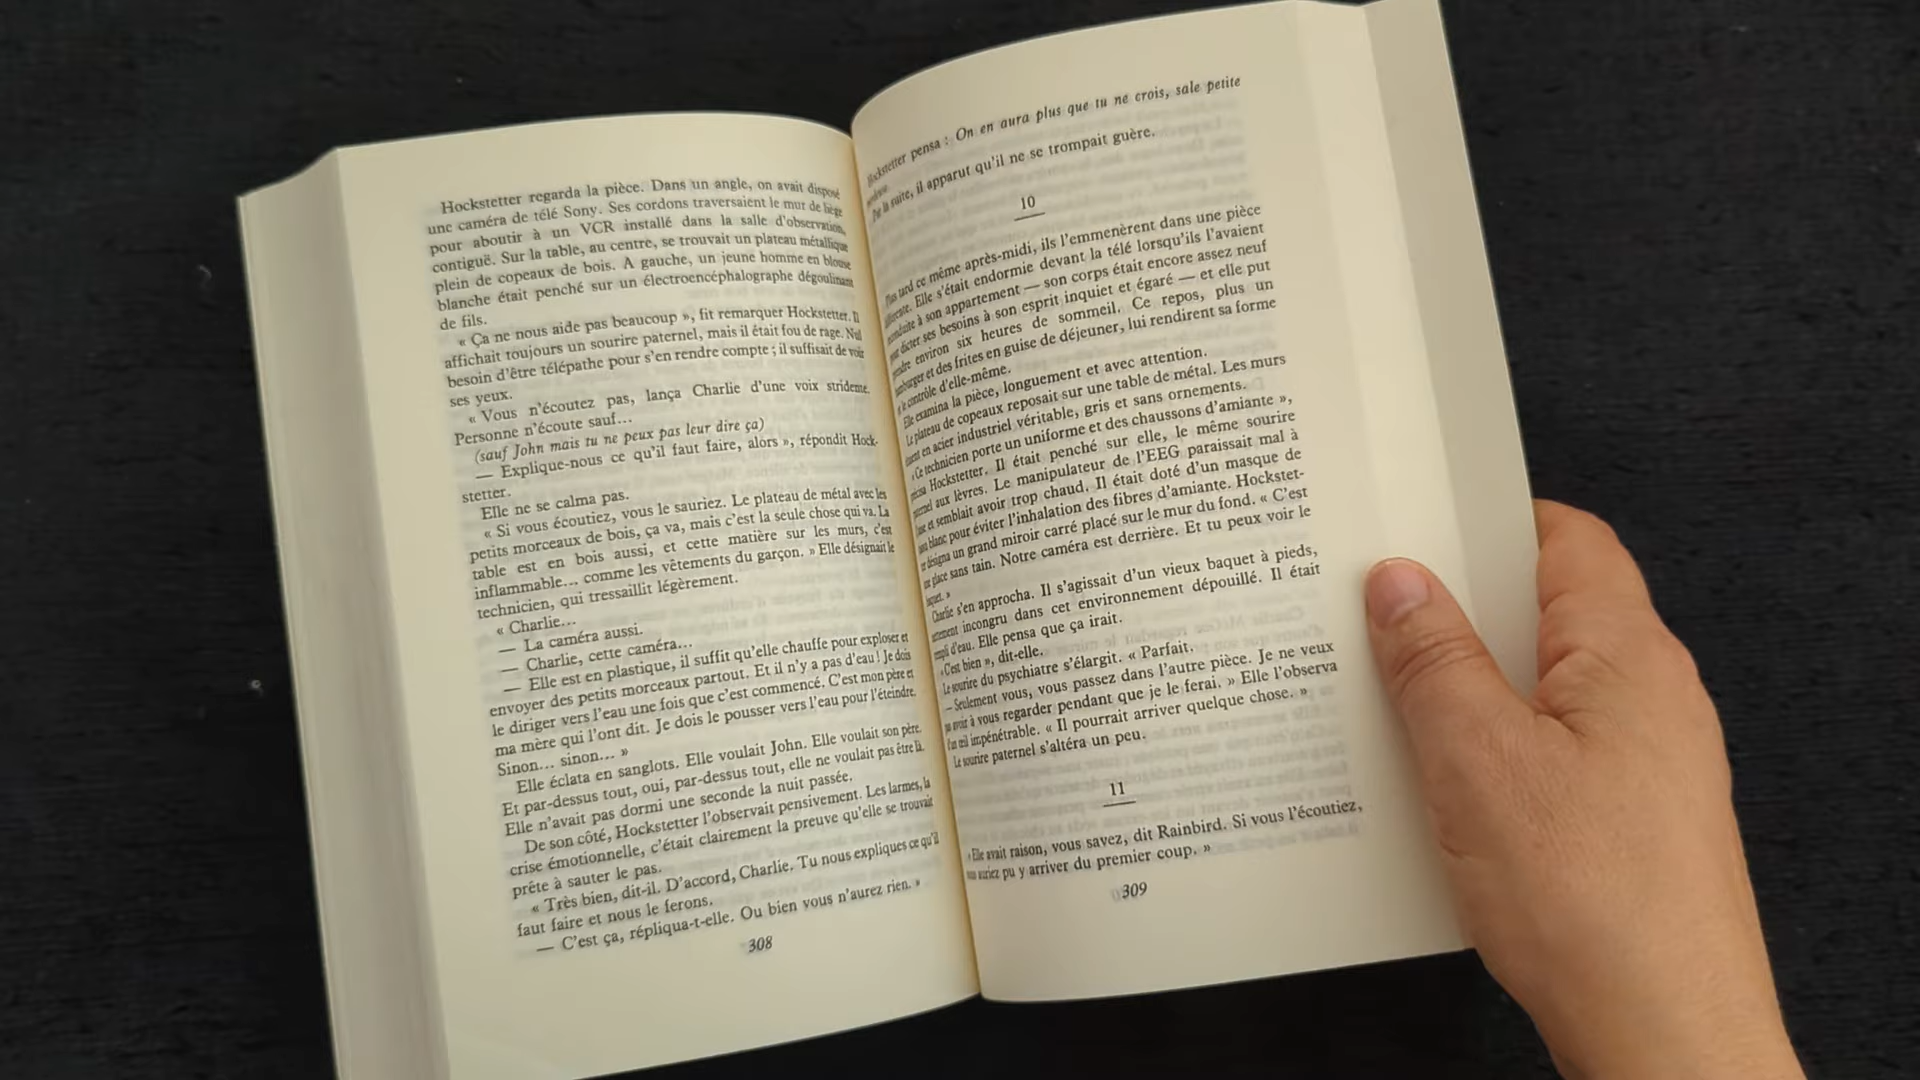 Hockstetter regarda la pièce. Dans un angle, on avait disposé
une caméra de télé Sony. Ses cordons traversaient le mur de liège
pour aboutir à un VCR installé dans la salle d'observation,
contiguë. Sur la table, au centre, se trouvait un plateau métallique
plein de copeaux de bois. A gauche, un jeune homme en blouse
blanche était penché sur un électroencéphalographe dégoulinant
de fils.
« Ça ne nous aide pas beaucoup », fit remarquer Hockstetter. Il
affichait toujours un sourire paternel, mais il était fou de rage. Nul
besoin d'être télépathe pour s'en rendre compte ; il suffisait de voir
ses yeux.
« Vous n'écoutez pas, lança Charlie d'une voix stridente.
Personne n'écoute sauf...
(sauf John mais tu ne peux pas leur dire ça)
— Explique-nous ce qu'il faut faire, alors », répondit Hock-
stetter.
Elle ne se calma pas.
« Si vous écoutiez, vous le sauriez. Le plateau de métal avec les
petits morceaux de bois, ça va, mais c'est la seule chose qui va. La
table est en bois aussi, et cette matière sur les murs, c'est
inflammable... comme les vêtements du garçon. » Elle désignait le
technicien, qui tressaillit légèrement.
« Charlie...
— La caméra aussi.
— Charlie, cette caméra...
— Elle est en plastique, il suffit qu'elle chauffe pour exploser et
envoyer des petits morceaux partout. Et il n'y a pas d'eau ! Je dois
le diriger vers l'eau une fois que c'est commencé. C'est mon père et
ma mère qui l'ont dit. Je dois le pousser vers l'eau pour l'éteindre.
Sinon... sinon... »
Elle éclata en sanglots. Elle voulait John. Elle voulait son père.
Et par-dessus tout, oui, par-dessus tout, elle ne voulait pas être là.
Elle n'avait pas dormi une seconde la nuit passée.
De son côté, Hockstetter l'observait pensivement. Les larmes, la
crise émotionnelle, c'était clairement la preuve qu'elle se trouvait
prête à sauter le pas.
« Très bien, dit-il. D'accord, Charlie. Tu nous expliques ce qu'il
faut faire et nous le ferons.
— C'est ça, répliqua-t-elle. Ou bien vous n'aurez rien. »
308
Hockstetter pensa : On en aura plus que tu ne crois, sale petite
Par la suite, il apparut qu'il ne se trompait guère.
10
Plus tard ce même après-midi, ils l'emmenèrent dans une pièce
différente. Elle s'était endormie devant la télé lorsqu'ils l'avaient
reconduite à son appartement — son corps était encore assez neuf
pour dicter ses besoins à son esprit inquiet et égaré — et elle put
prendre environ six heures de sommeil. Ce repos, plus un
hamburger et des frites en guise de déjeuner, lui rendirent sa forme
et le contrôle d'elle-même.
Elle examina la pièce, longuement et avec attention.
Le plateau de copeaux reposait sur une table de métal. Les murs
étaient en acier industriel véritable, gris et sans ornements.
« Ce technicien porte un uniforme et des chaussons d'amiante »,
précisa Hockstetter. Il était penché sur elle, le même sourire
paternel aux lèvres. Le manipulateur de l'EEG paraissait mal à
l'aise et semblait avoir trop chaud. Il était doté d'un masque de
tissu blanc pour éviter l'inhalation des fibres d'amiante. Hockstet-
ter désigna un grand miroir carré placé sur le mur du fond. « C'est
une glace sans tain. Notre caméra est derrière. Et tu peux voir le
baquet. »
Charlie s'en approcha. Il s'agissait d'un vieux baquet à pieds,
certainement incongru dans cet environnement dépouillé. Il était
rempli d'eau. Elle pensa que ça irait.
« C'est bien », dit-elle.
Le sourire du psychiatre s'élargit. « Parfait.
— Seulement vous, vous passez dans l'autre pièce. Je ne veux
pas avoir à vous regarder pendant que je le ferai. » Elle l'observa
d'un œil impénétrable. « Il pourrait arriver quelque chose. »
Le sourire paternel s'altéra un peu.
11
« Elle avait raison, vous savez, dit Rainbird. Si vous l'écoutiez,
vous auriez pu y arriver du premier coup. »
309